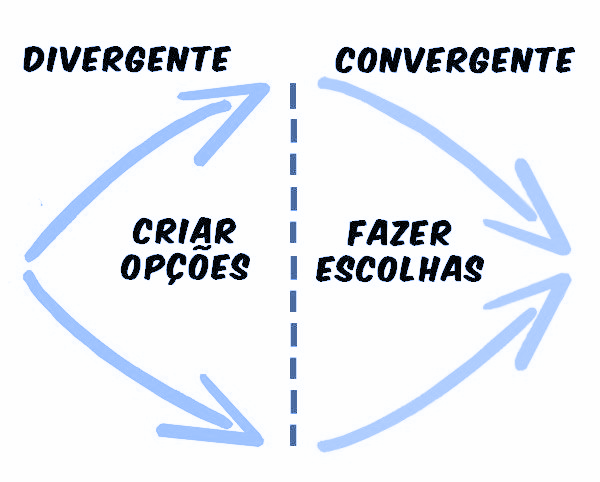 DIVERGENTE
CONVERGENTE
CRIAR
OPÇÕES
FAZER
ESCOLHAS